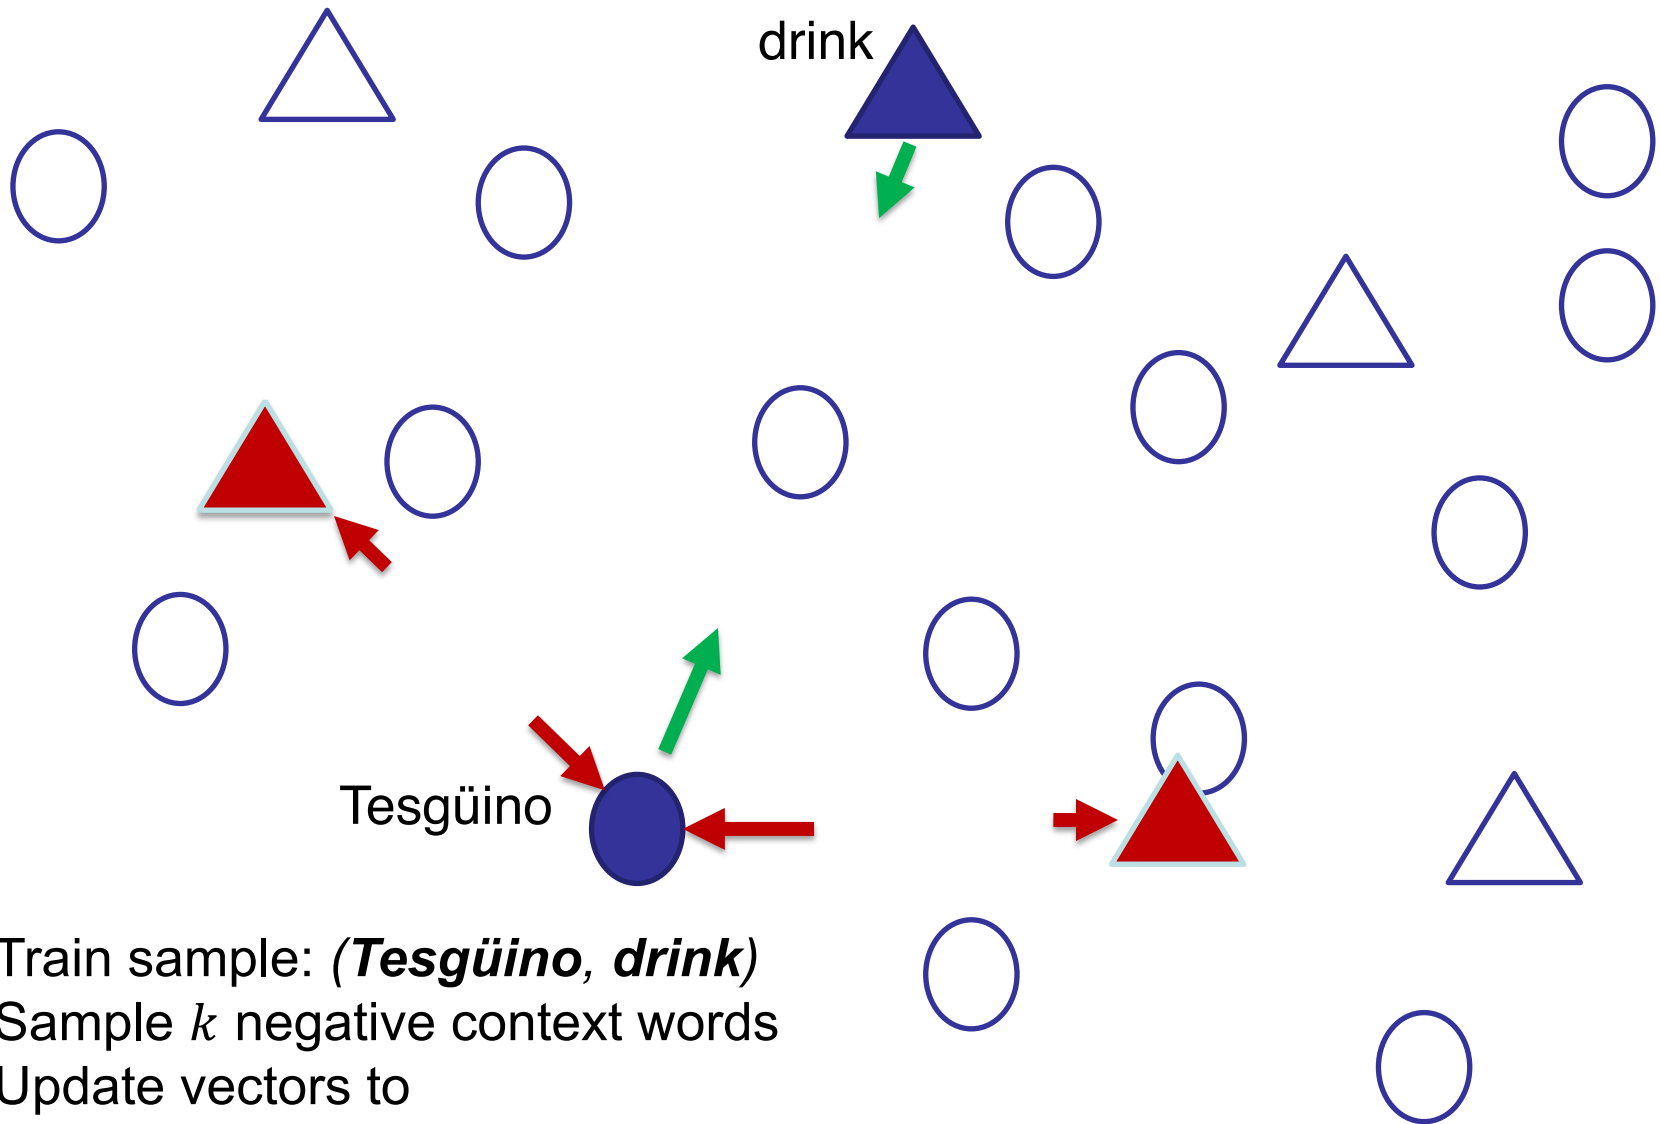 drink
Tesgüino
Train sample: (Tesgüino, drink)
Sample k negative context words
Update vectors to